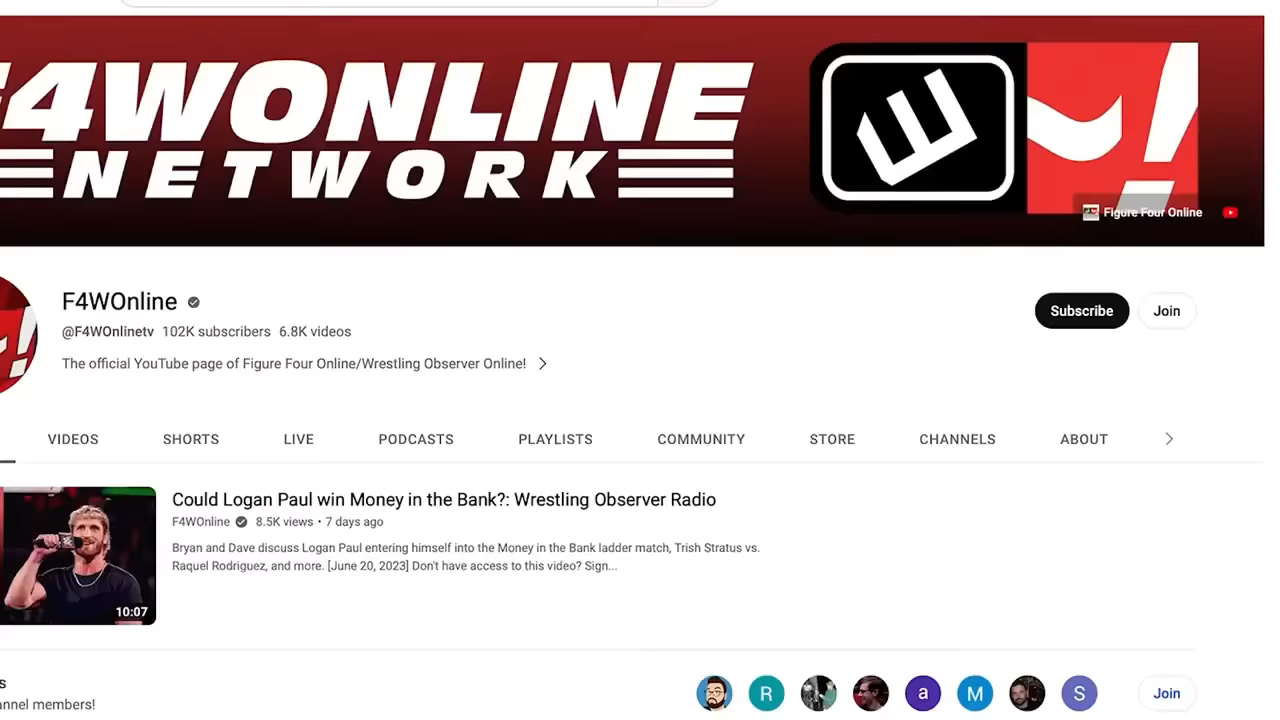 F4WONLINE
NETWORK
Figure Four Online
F4WOnline
@F4WOnlinetv 102K subscribers 6.8K videos
The official YouTube page of Figure Four Online/Wrestling Observer Online!
Subscribe
Join
VIDEOS SHORTS LIVE PODCASTS PLAYLISTS COMMUNITY STORE CHANNELS ABOUT
Could Logan Paul win Money in the Bank?: Wrestling Observer Radio
F4WOnline 8.5K views • 7 days ago
Bryan and Dave discuss Logan Paul entering himself into the Money in the Bank ladder match, Trish Stratus vs.
Raquel Rodriguez, and more. [June 20, 2023] Don't have access to this video? Sign...
10:07
R a M S Join
annel members!